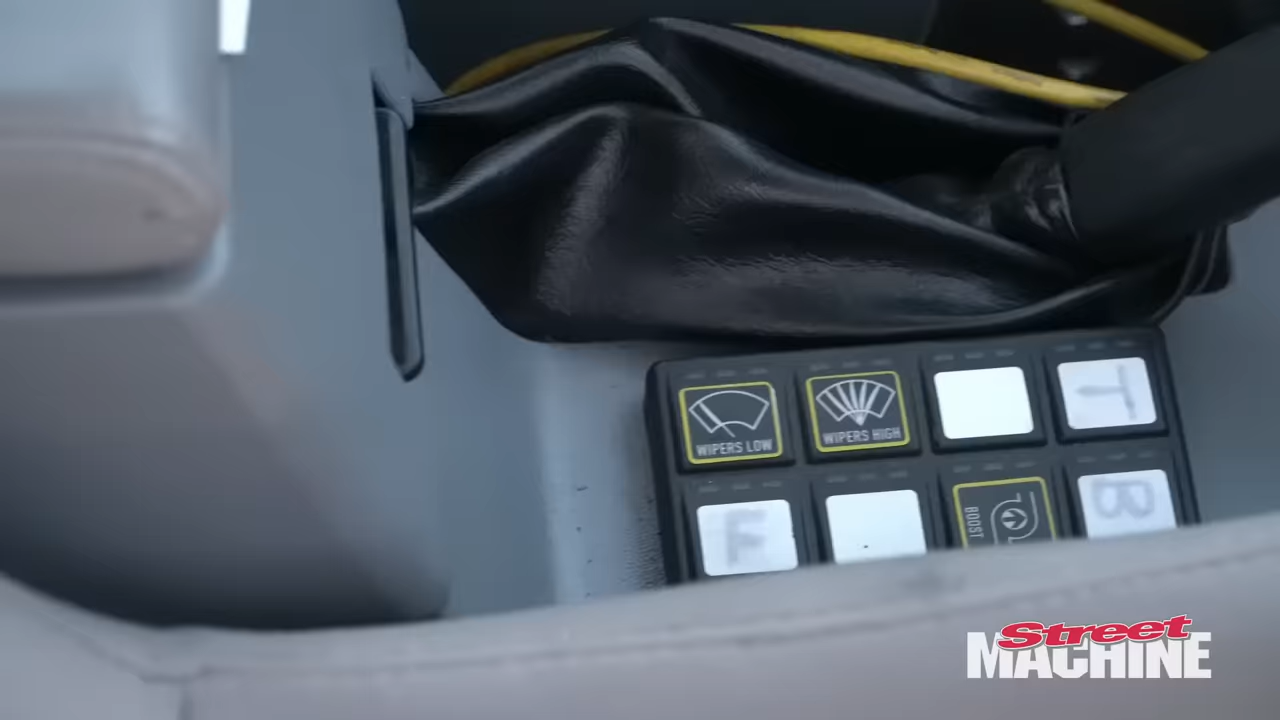 WIPERS LOW
WIPERS HIGH
T
F
BOOST
B
Street
MACHINE